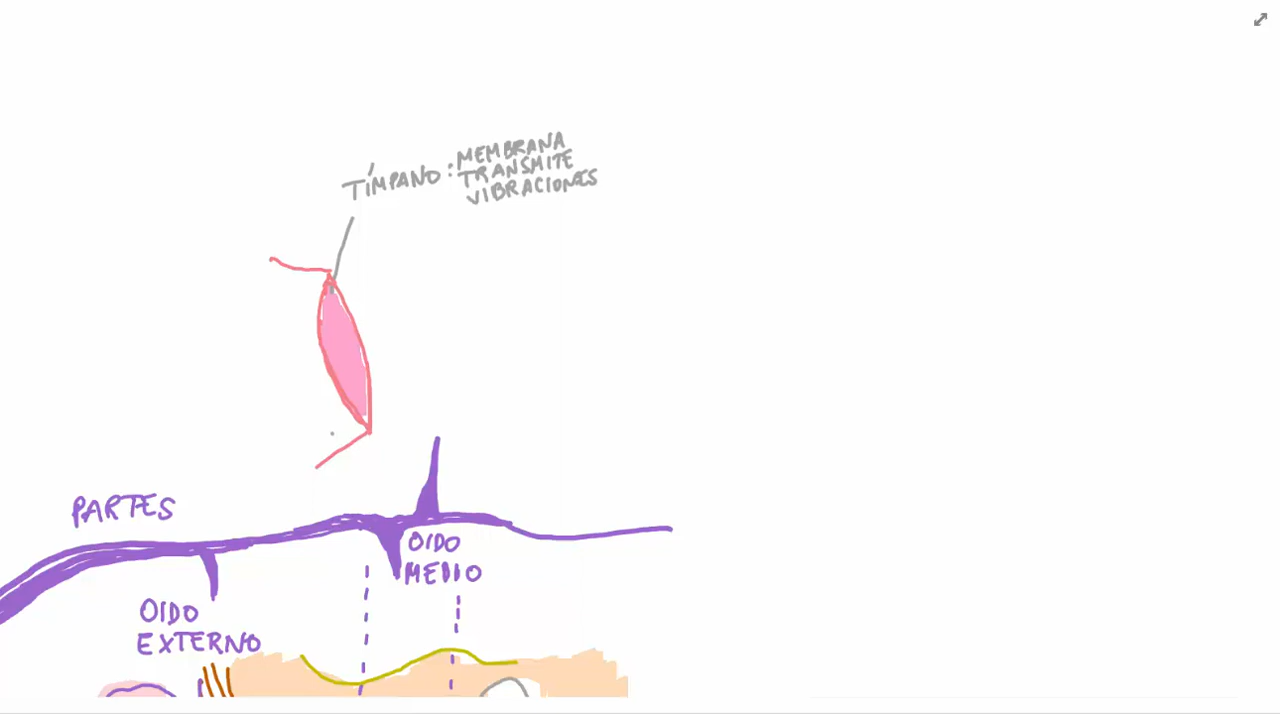 TÍMPANO: MEMBRANA
TRANSMITE
VIBRACIONES
PARTES
OIDO
MEDIO
OIDO
EXTERNO